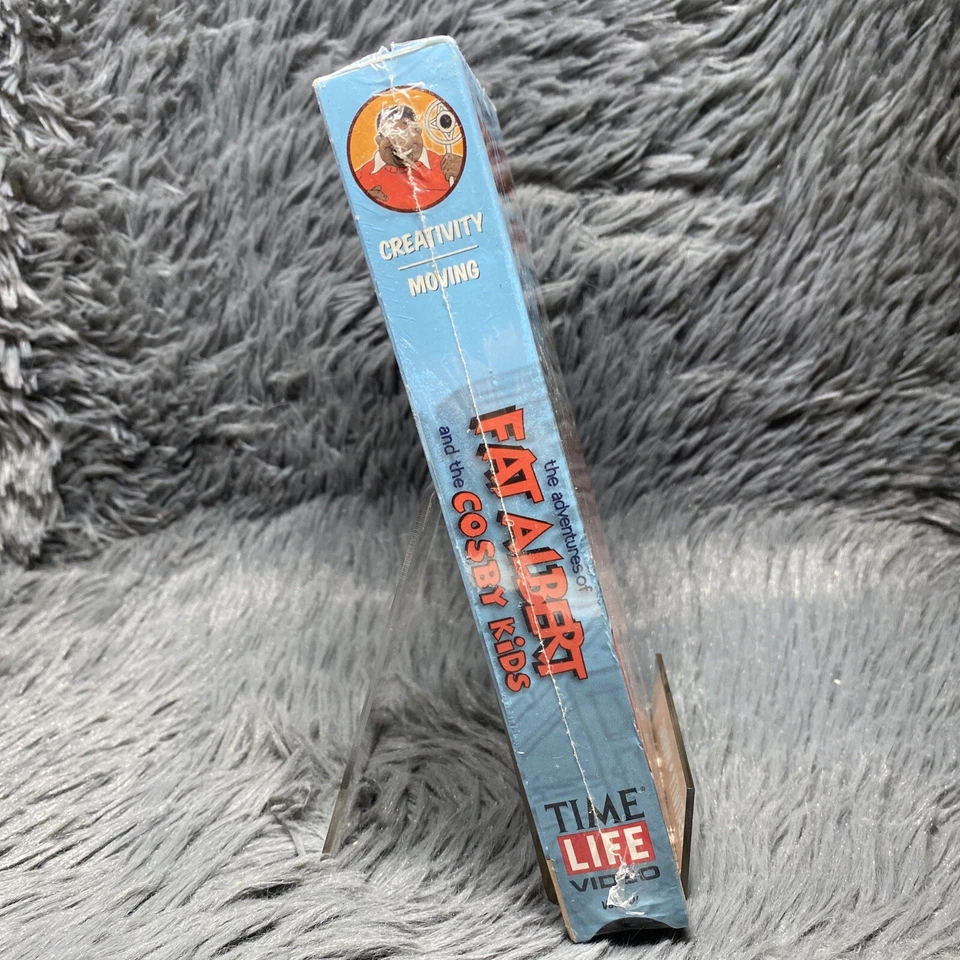 CREATIVITY
MOVING
the adventures of
FAT ALBERT
and the COSBY KiDS
TIME
LIFE
VIDEO